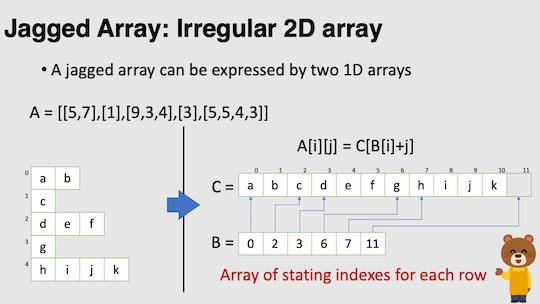 Jagged Array: Irregular 2D array
• A jagged array can be expressed by two 1D arrays
A = [[5,7],[1],[9,3,4],[3],[5,5,4,3]]
0 a b
1 c
2 d e f
3 g
4 h i j k
A[i][j] = C[B[i]+j]
0 1 2 3 4 5 6 7 8 9 10 11
C = a b c d e f g h i j k
B = 0 2 3 6 7 11
Array of stating indexes for each row